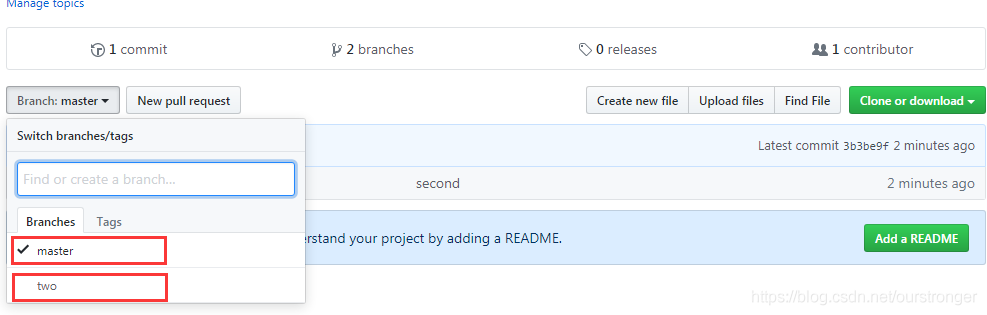 Manage topics
1 commit
2 branches
0 releases
1 contributor
Branch: master
New pull request
Create new file
Upload files
Find File
Clone or download
Switch branches/tags
Latest commit 3b3be9f 2 minutes ago
Find or create a branch...
second
2 minutes ago
Branches
Tags
your project by adding a README.
Add a README
master
two
https://blog.csdn.net/ourstronger